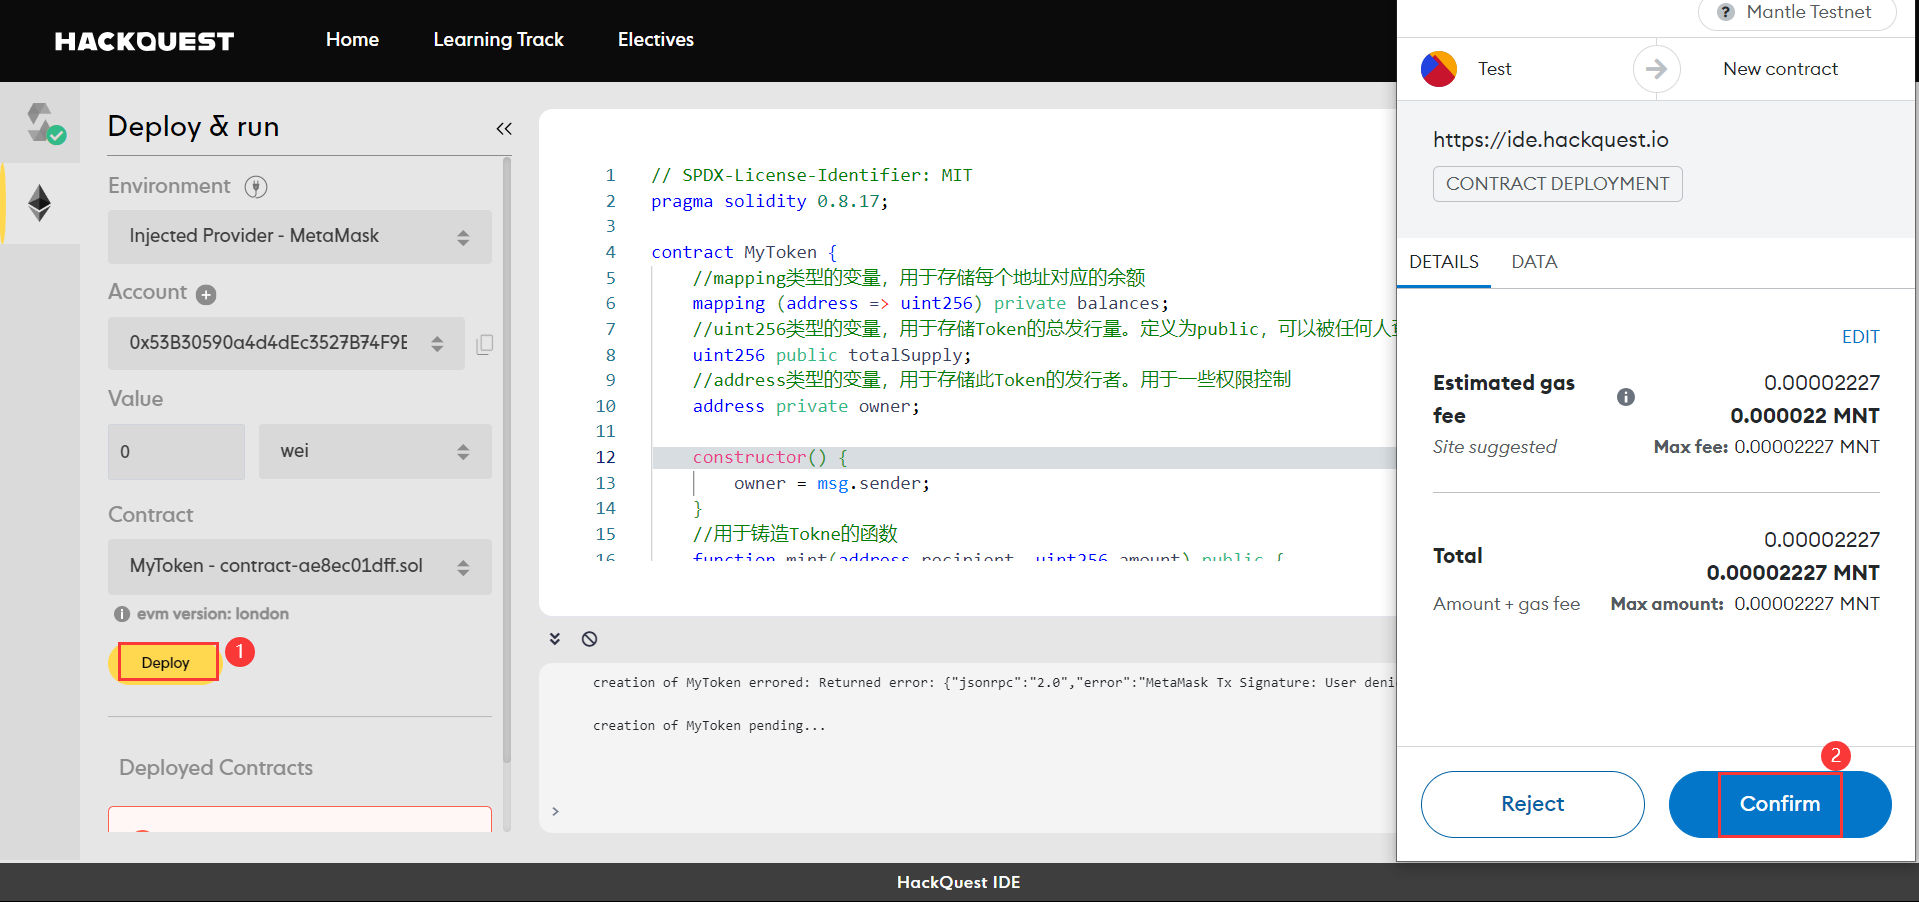 HACKQUEST
Home
Learning Track
Electives
Deploy & run
Environment
Injected Provider - MetaMask
Account
0x53B30590a4d4dEc3527B74F9E
Value
0
wei
Contract
MyToken - contract-ae8ec01dff.sol
evm version: london
Deploy
1
Deployed Contracts
1 // SPDX-License-Identifier: MIT
2 pragma solidity 0.8.17;
3
4 contract MyToken {
5 //mapping类型的变量，用于存储每个地址对应的余额
6 mapping (address => uint256) private balances;
7 //uint256类型的变量，用于存储Token的总发行量。定义为public，可以被任何人
8 uint256 public totalSupply;
9 //address类型的变量，用于存储此Token的发行者。用于一些权限控制
10 address private owner;
11
12 constructor() {
13 owner = msg.sender;
14 }
15 //用于铸造Tokne的函数
16 function mint(address recipient, uint256 amount) public {
creation of MyToken errored: Returned error: {"jsonrpc":"2.0","error":"MetaMask Tx Signature: User deni
creation of MyToken pending...
>
Mantle Testnet
Test
New contract
https://ide.hackquest.io
CONTRACT DEPLOYMENT
DETAILS
DATA
EDIT
Estimated gas fee
0.00002227
0.000022 MNT
Site suggested
Max fee: 0.00002227 MNT
Total
0.00002227
0.00002227 MNT
Amount + gas fee
Max amount: 0.00002227 MNT
2
Reject
Confirm
HackQuest IDE